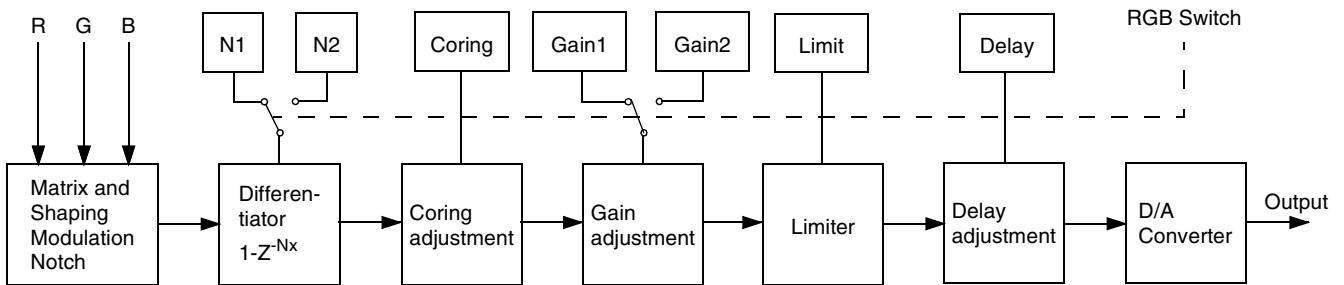 R G B
N1
N2
Coring
Gain1
Gain2
Limit
Delay
RGB Switch
Matrix and
Shaping
Modulation
Notch
Differen-
tiator
1-Z-Nx
Coring
adjustment
Gain
adjustment
Limiter
Delay
adjustment
D/A
Converter
Output